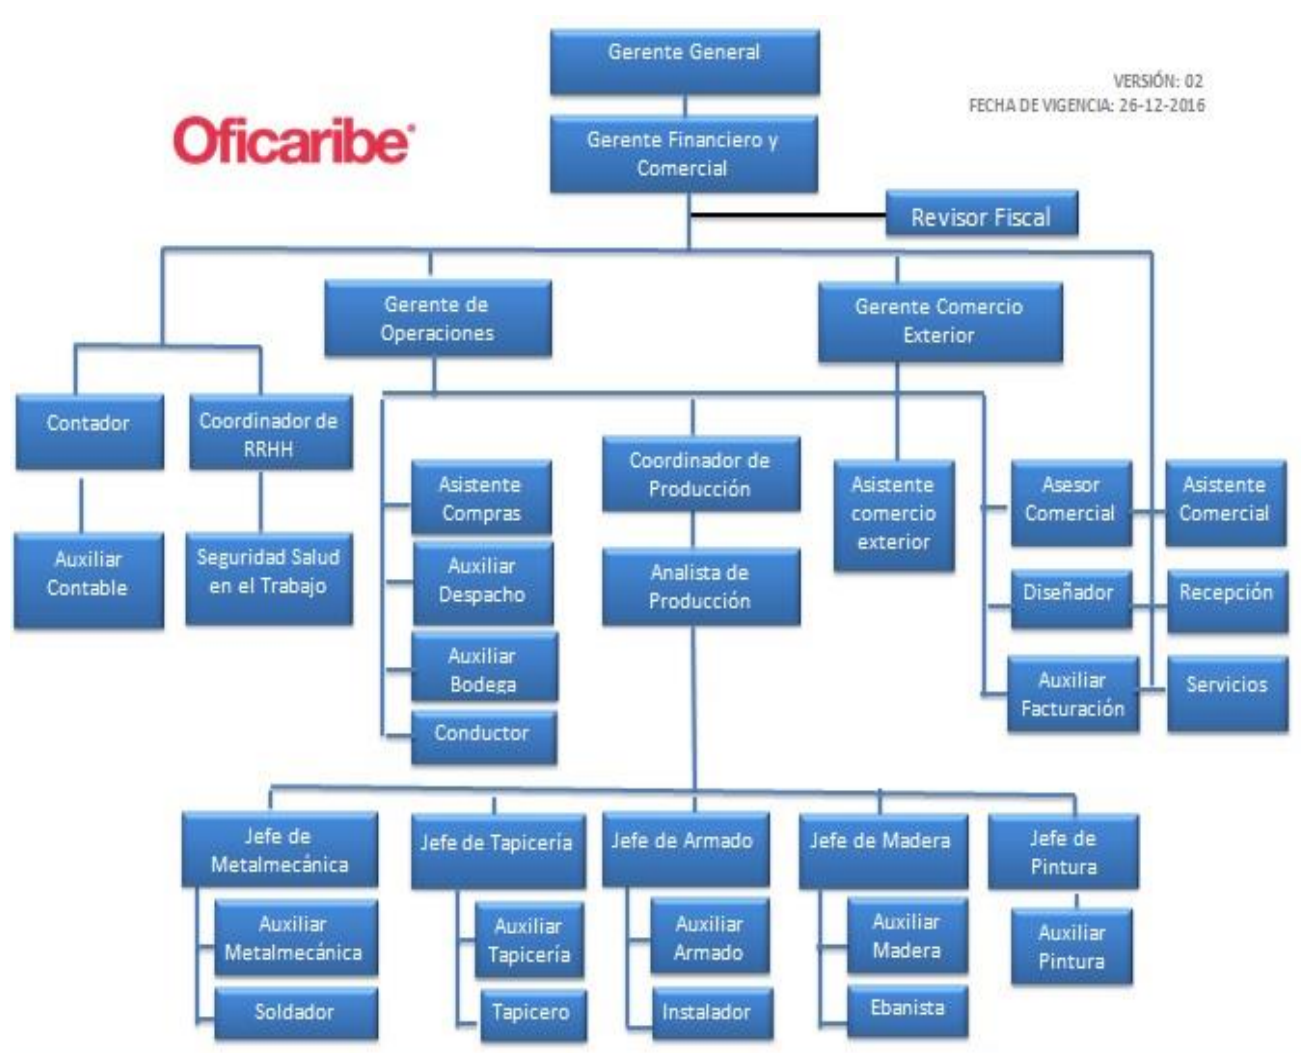 Gerente General
VERSIÓN: 02
FECHA DE VIGENCIA: 26-12-2016
Oficaribe
Gerente Financiero y
Comercial
Revisor Fiscal
Gerente de
Operaciones
Gerente Comercio
Exterior
Contador
Coordinador de
RRHH
Auxiliar
Contable
Seguridad Salud
en el Trabajo
Asistente
Compras
Auxiliar
Despacho
Auxiliar
Bodega
Conductor
Coordinador de
Producción
Analista de
Producción
Asistente
comercio
exterior
Asesor
Comercial
Asistente
Comercial
Diseñador
Recepción
Auxiliar
Facturación
Servicios
Jefe de
Metalmecánica
Auxiliar
Metalmecánica
Soldador
Jefe de Tapicería
Auxiliar
Tapicería
Tapicero
Jefe de Armado
Auxiliar
Armado
Instalador
Jefe de Madera
Auxiliar
Madera
Ebanista
Jefe de
Pintura
Auxiliar
Pintura